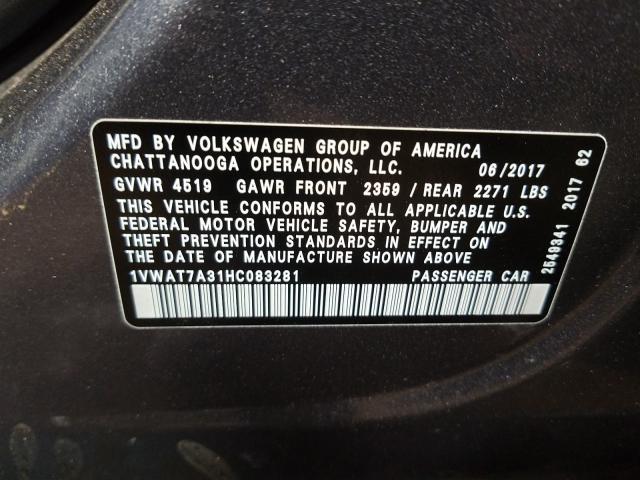 MFD BY VOLKSWAGEN GROUP OF AMERICA
CHATTANOOGA OPERATIONS, LLC. 06/2017
GVWR 4519 GAWR FRONT 2359 / REAR 2271 LBS
THIS VEHICLE CONFORMS TO ALL APPLICABLE U.S.
FEDERAL MOTOR VEHICLE SAFETY, BUMPER AND
THEFT PREVENTION STANDARDS IN EFFECT ON
THE DATE OF MANUFACTURE SHOWN ABOVE
1VWAT7A31HC083281 PASSENGER CAR
2549341 2017 62